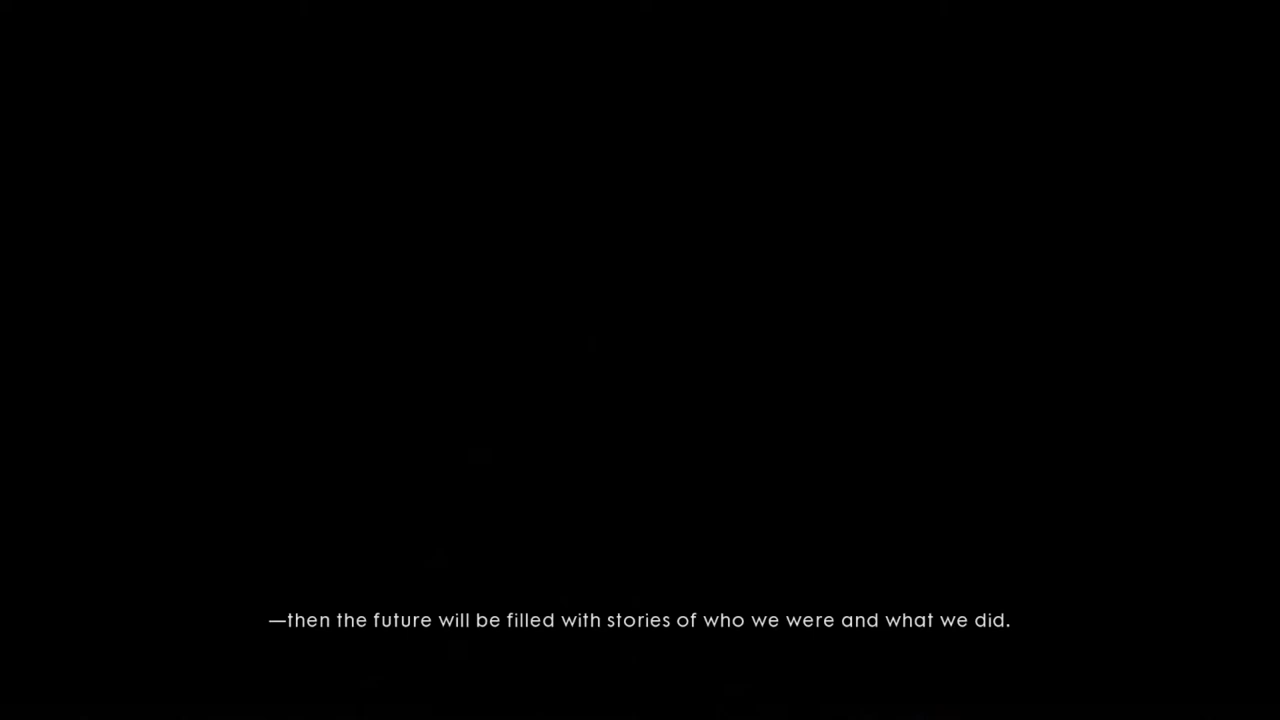 —then the future will be filled with stories of who we were and what we did.